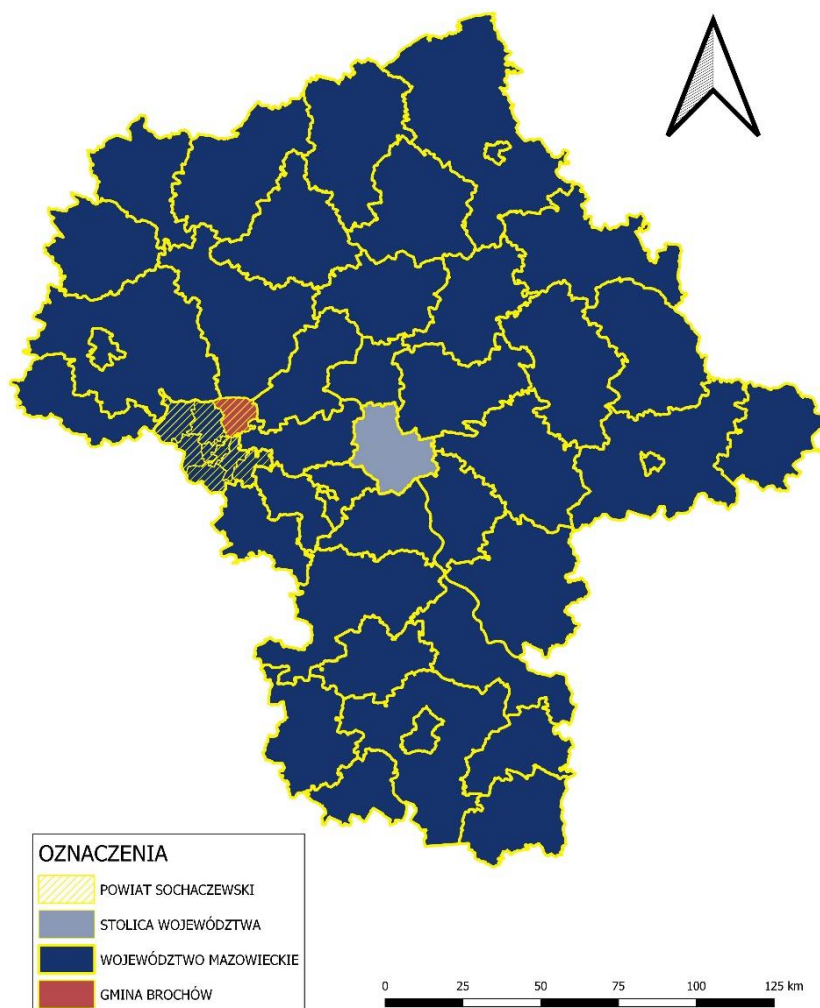 OZNACZENIA
POWIAT SOCHACZEWSKI
STOLICA WOJEWÓDZTWA
WOJEWÓDZTWO MAZOWIECKIE
GMINA BROCHÓW
0 25 50 75 100 125 km